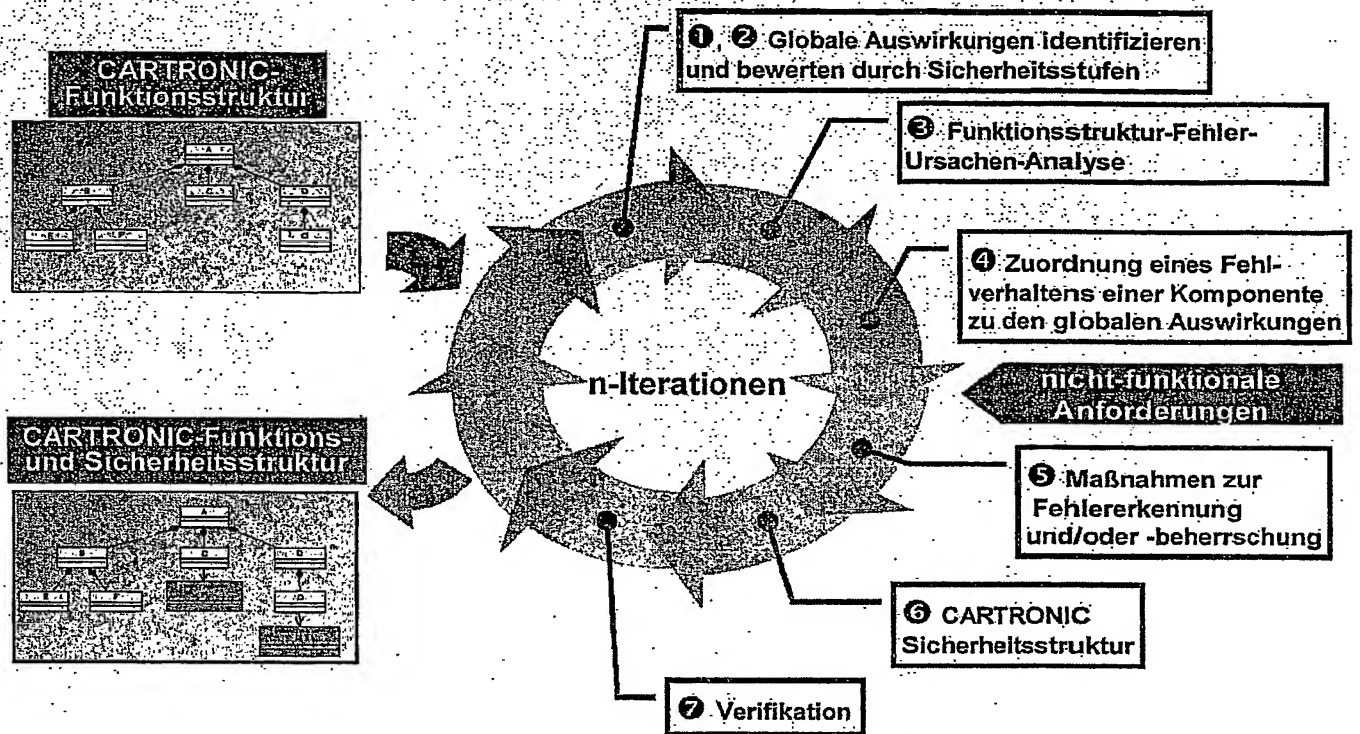 CARTRONIC-
Funktionsstruktur
A
B
C
D
E
F
G
❶, ❷ Globale Auswirkungen identifizieren
und bewerten durch Sicherheitsstufen
❸ Funktionsstruktur-Fehler-
Ursachen-Analyse
❹ Zuordnung eines Fehl-
verhaltens einer Komponente
zu den globalen Auswirkungen
n-Iterationen
nicht-funktionale
Anforderungen
CARTRONIC-Funktions-
und Sicherheitsstruktur
A
B
C
D
E
F
❺ Maßnahmen zur
Fehlererkennung
und/oder -beherrschung
❻ CARTRONIC
Sicherheitsstruktur
❼ Verifikation